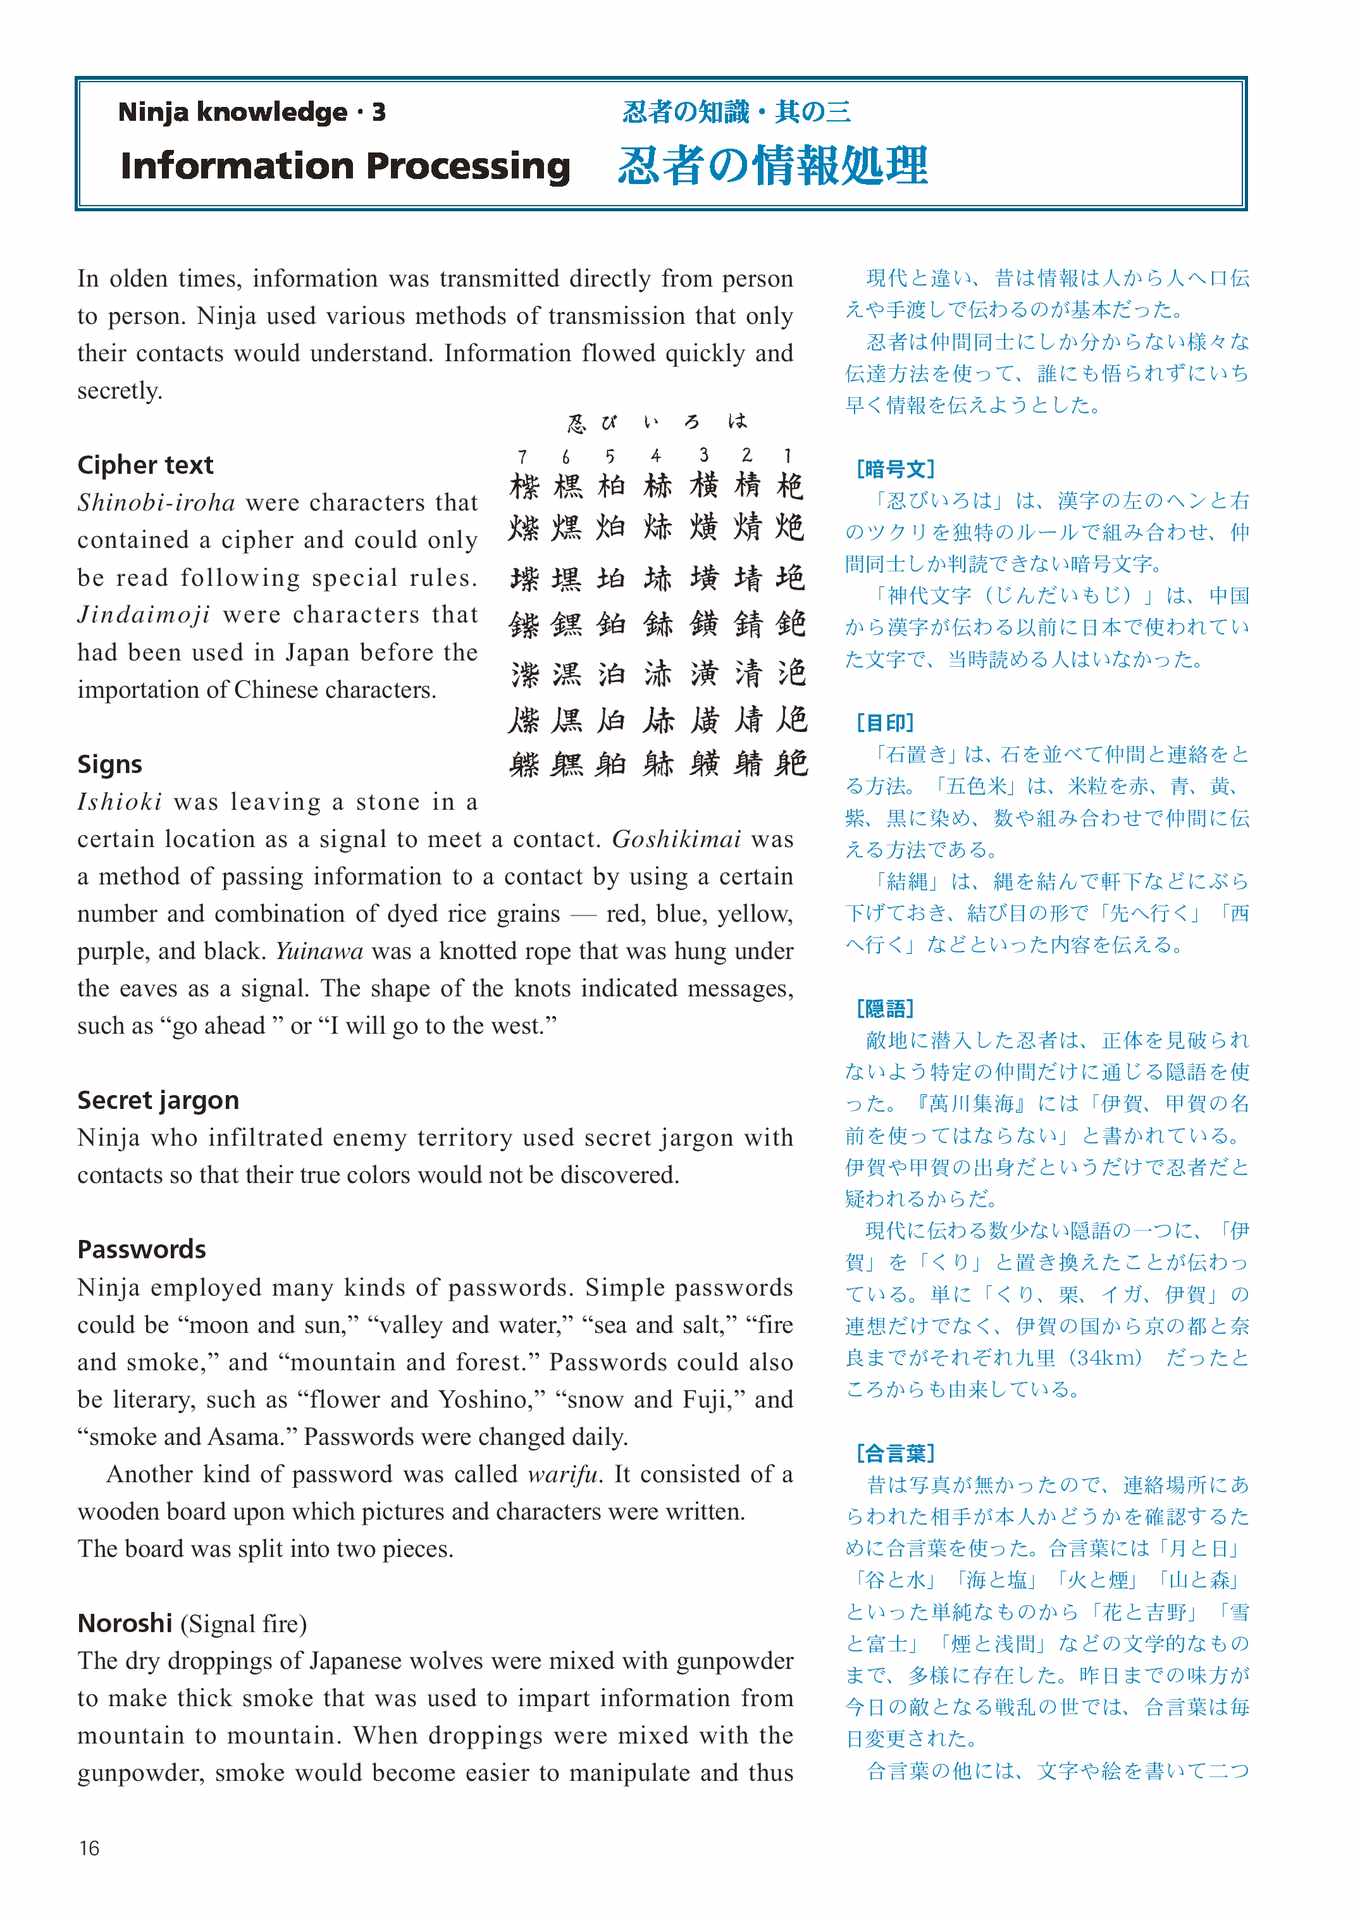 Ninja knowledge・3
忍者の知識・其の三
Information Processing
忍者の情報処理
In olden times, information was transmitted directly from person
to person. Ninja used various methods of transmission that only
their contacts would understand. Information flowed quickly and
secretly.
Cipher text
Shinobi-iroha were characters that
contained a cipher and could only
be read following special rules.
Jindaimoji were characters that
had been used in Japan before the
importation of Chinese characters.
忍びいろは
7 6 5 4 3 2 1
柏 横 棈
墴 埥
鉑 鐄 錆 銫
潶 泊 浾 潢 清
伯 僙 倩
Signs
Ishioki was leaving a stone in a
certain location as a signal to meet a contact. Goshikimai was
a method of passing information to a contact by using a certain
number and combination of dyed rice grains — red, blue, yellow,
purple, and black. Yuinawa was a knotted rope that was hung under
the eaves as a signal. The shape of the knots indicated messages,
such as “go ahead ” or “I will go to the west.”
Secret jargon
Ninja who infiltrated enemy territory used secret jargon with
contacts so that their true colors would not be discovered.
Passwords
Ninja employed many kinds of passwords. Simple passwords
could be “moon and sun,” “valley and water,” “sea and salt,” “fire
and smoke,” and “mountain and forest.” Passwords could also
be literary, such as “flower and Yoshino,” “snow and Fuji,” and
“smoke and Asama.” Passwords were changed daily.
Another kind of password was called warifu. It consisted of a
wooden board upon which pictures and characters were written.
The board was split into two pieces.
Noroshi (Signal fire)
The dry droppings of Japanese wolves were mixed with gunpowder
to make thick smoke that was used to impart information from
mountain to mountain. When droppings were mixed with the
gunpowder, smoke would become easier to manipulate and thus
現代と違い、昔は情報は人から人へ口伝
えや手渡しで伝わるのが基本だった。
忍者は仲間同士にしか分からない様々な
伝達方法を使って、誰にも悟られずにいち
早く情報を伝えようとした。
［暗号文］
「忍びいろは」は、漢字の左のヘンと右
のツクリを独特のルールで組み合わせ、仲
間同士しか判読できない暗号文字。
「神代文字（じんだいもじ）」は、中国
から漢字が伝わる以前に日本で使われてい
た文字で、当時読める人はいなかった。
［目印］
「石置き」は、石を並べて仲間と連絡をと
る方法。「五色米」は、米粒を赤、青、黄、
紫、黒に染め、数や組み合わせで仲間に伝
える方法である。
「結縄」は、縄を結んで軒下などにぶら
下げておき、結び目の形で「先へ行く」「西
へ行く」などといった内容を伝える。
［隠語］
敵地に潜入した忍者は、正体を見破られ
ないよう特定の仲間だけに通じる隠語を使
った。『萬川集海』には「伊賀、甲賀の名
前を使ってはならない」と書かれている。
伊賀や甲賀の出身だというだけで忍者だと
疑われるからだ。
現代に伝わる数少ない隠語の一つに、「伊
賀」を「くり」と置き換えたことが伝わっ
ている。単に「くり、栗、イガ、伊賀」の
連想だけでなく、伊賀の国から京の都と奈
良までがそれぞれ九里（34km） だったと
ころからも由来している。
［合言葉］
昔は写真が無かったので、連絡場所にあ
らわれた相手が本人かどうかを確認するた
めに合言葉を使った。合言葉には「月と日」
「谷と水」「海と塩」「火と煙」「山と森」
といった単純なものから「花と吉野」「雪
と富士」「煙と浅間」などの文学的なもの
まで、多様に存在した。昨日までの味方が
今日の敵となる戦乱の世では、合言葉は毎
日変更された。
合言葉の他には、文字や絵を書いて二つ
16